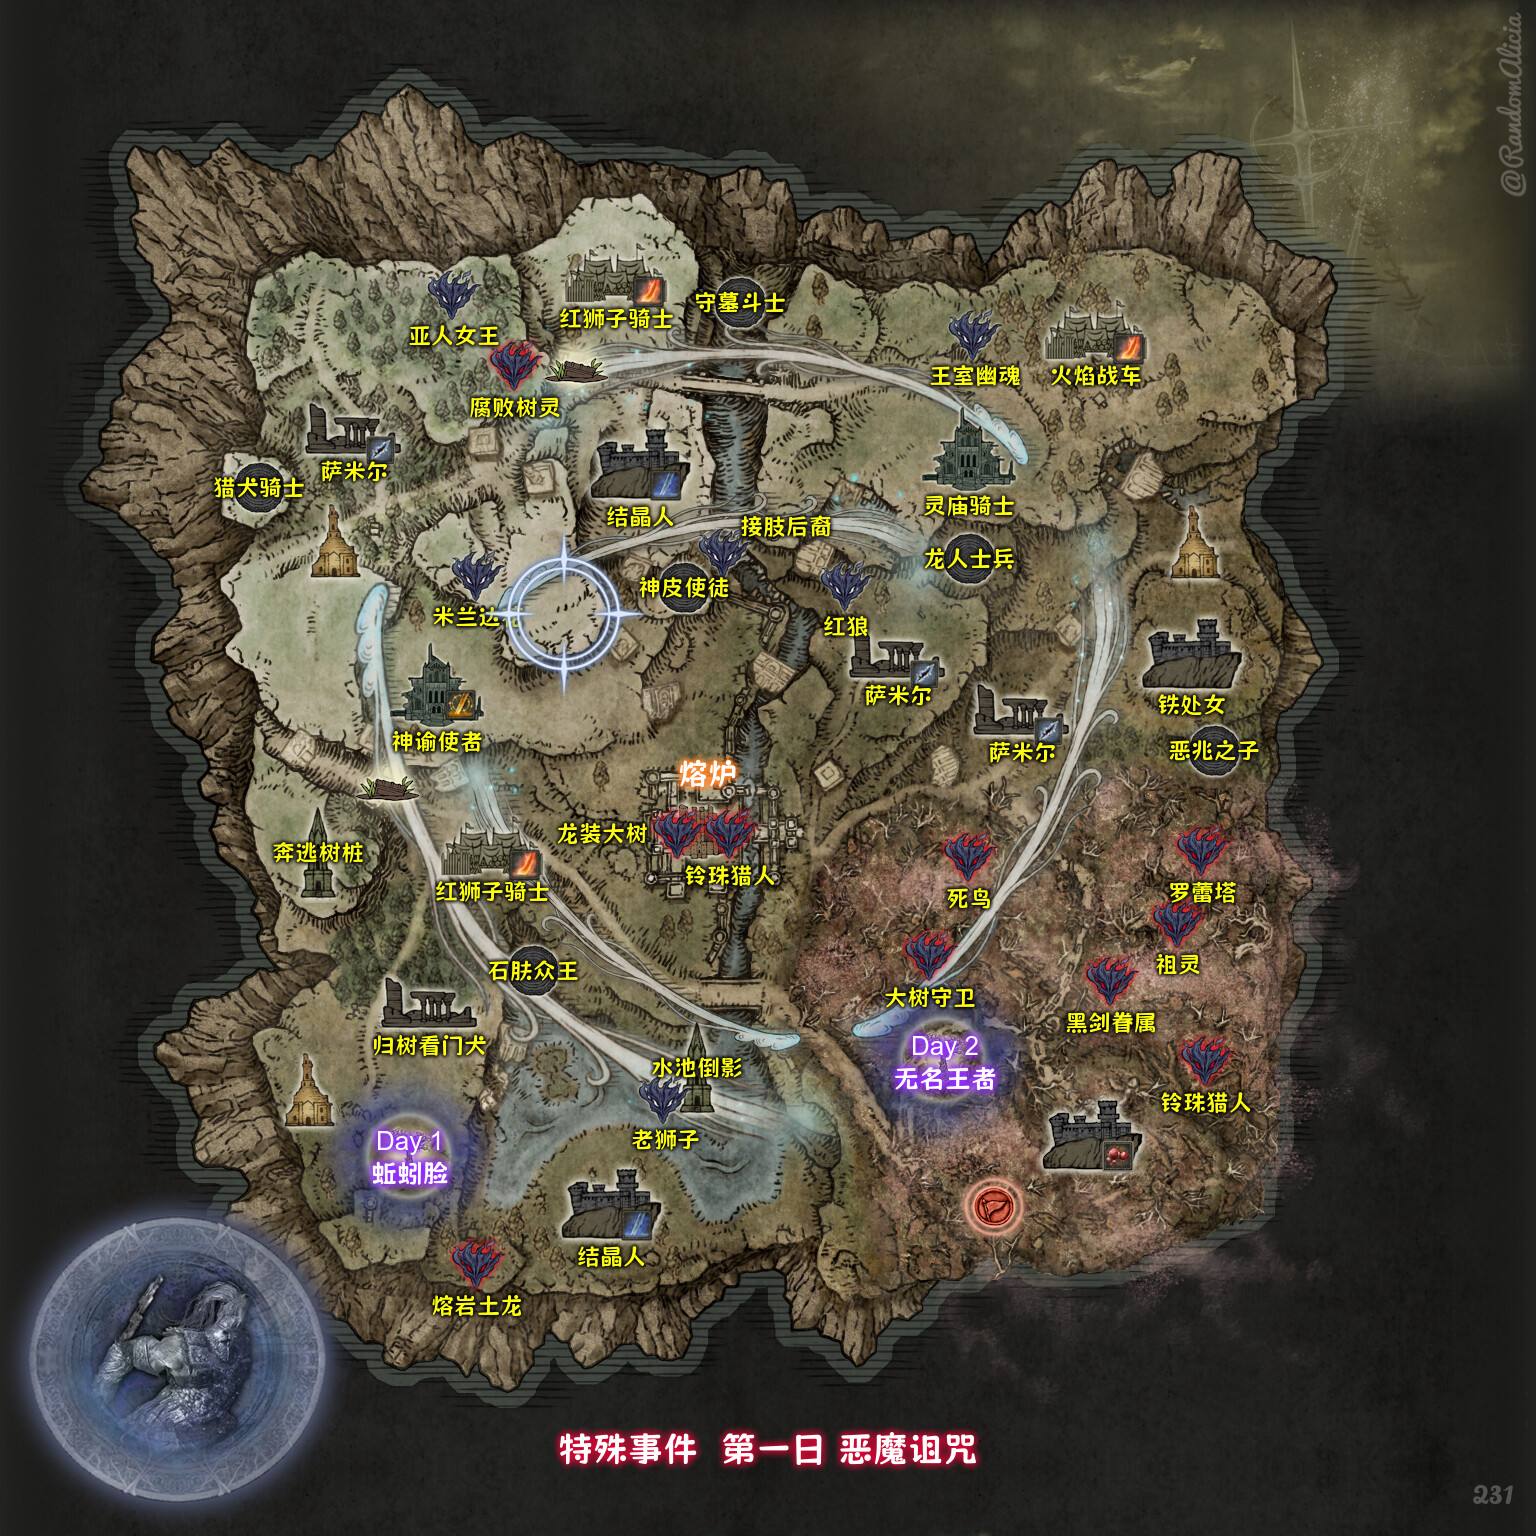 @RandomAlicia
亚人女王
红狮子骑士
守墓斗士
王室幽魂
火焰战车
腐败树灵
萨米尔
猎犬骑士
结晶人
接肢后裔
灵庙骑士
龙人士兵
神皮使徒
米兰达花
红狼
萨米尔
铁处女
神谕使者
萨米尔
恶兆之子
熔炉
龙装大树
铃珠猎人
奔逃树桩
红狮子骑士
死鸟
罗蕾塔
祖灵
石肤众王
大树守卫
黑剑眷属
归树看门犬
水池倒影
Day 2
无名王者
铃珠猎人
老狮子
Day 1
蚯蚓脸
结晶人
熔岩土龙
特殊事件 第一日 恶魔诅咒
231